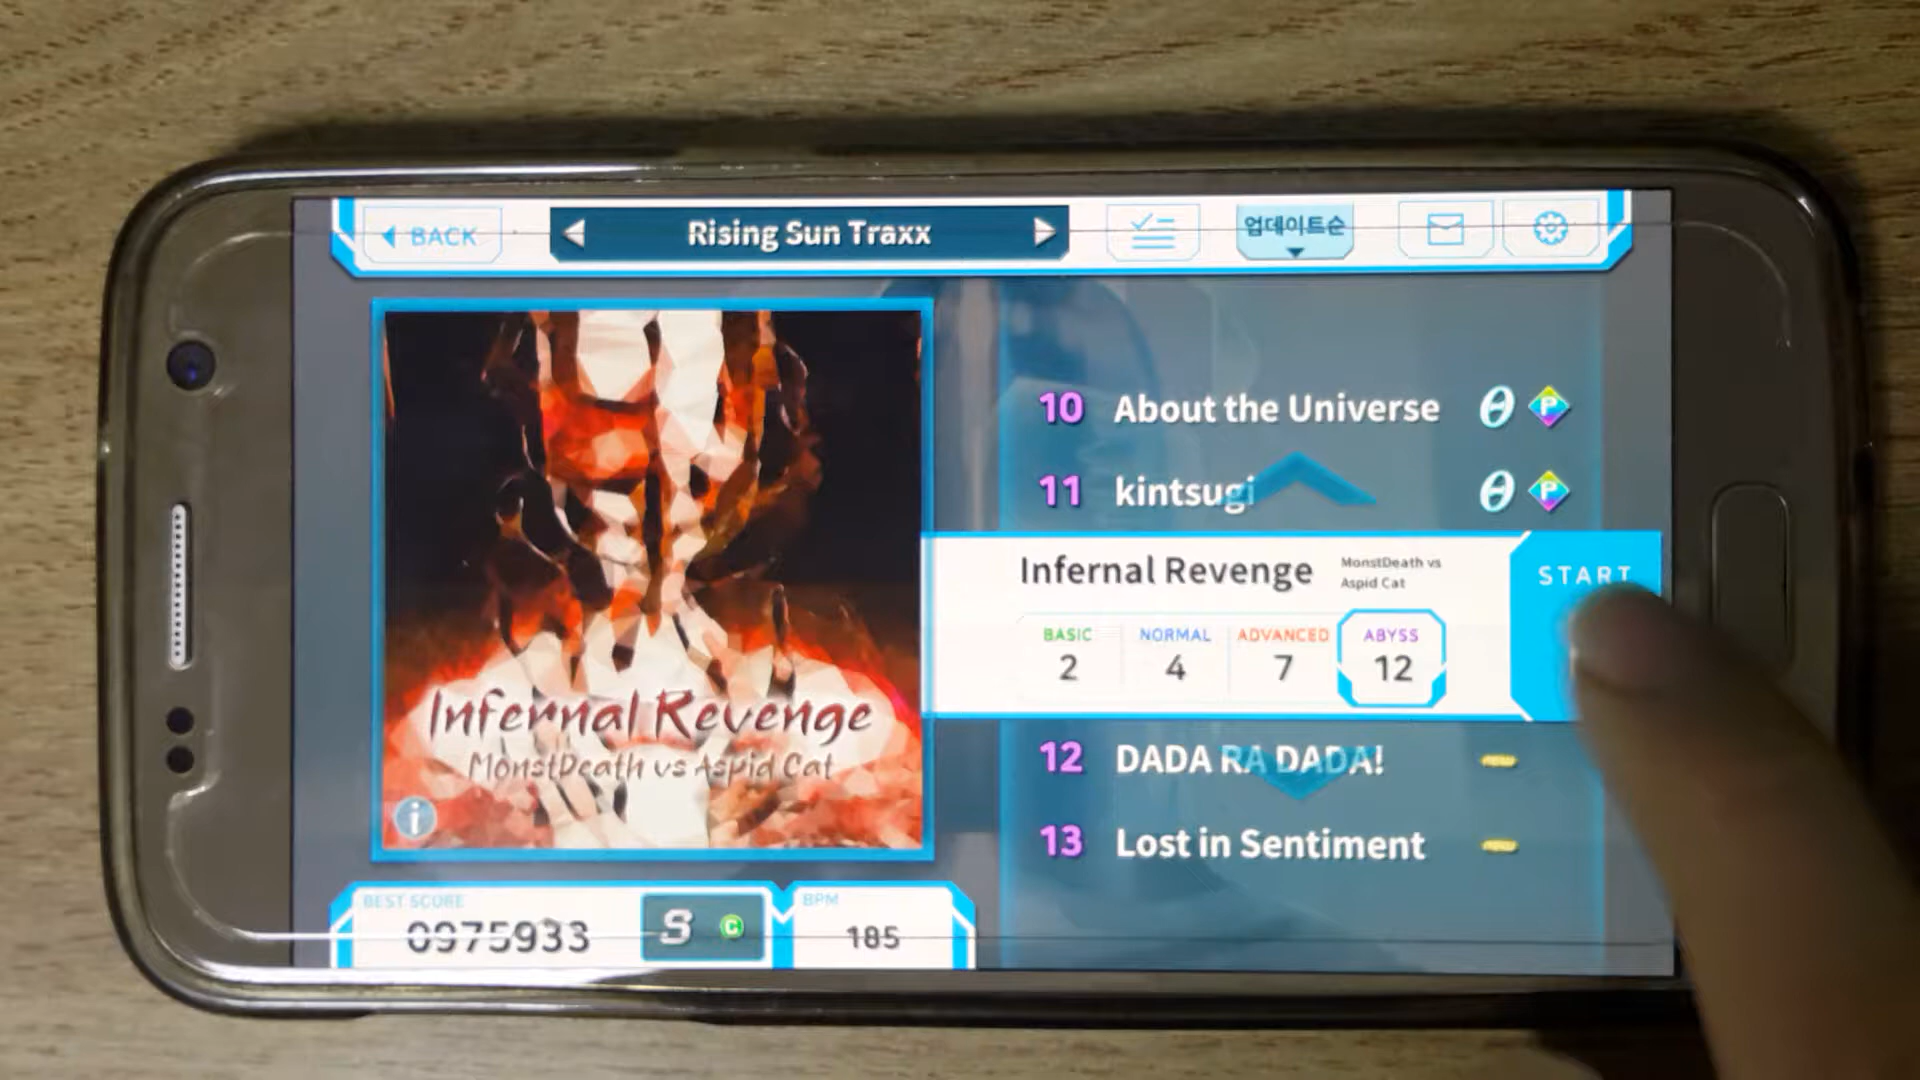 BACK
Rising Sun Traxx
업데이트순
10 About the Universe
11 kintsugi
Infernal Revenge
MonstDeath vs
Aspid Cat
START
BASIC NORMAL ADVANCED ABYSS
2 4 7 12
Infernal Revenge
MonstDeath vs Aspid Cat
12 DADA RA DADA! new
13 Lost in Sentiment new
BEST SCORE
0975933 S C
BPM
185